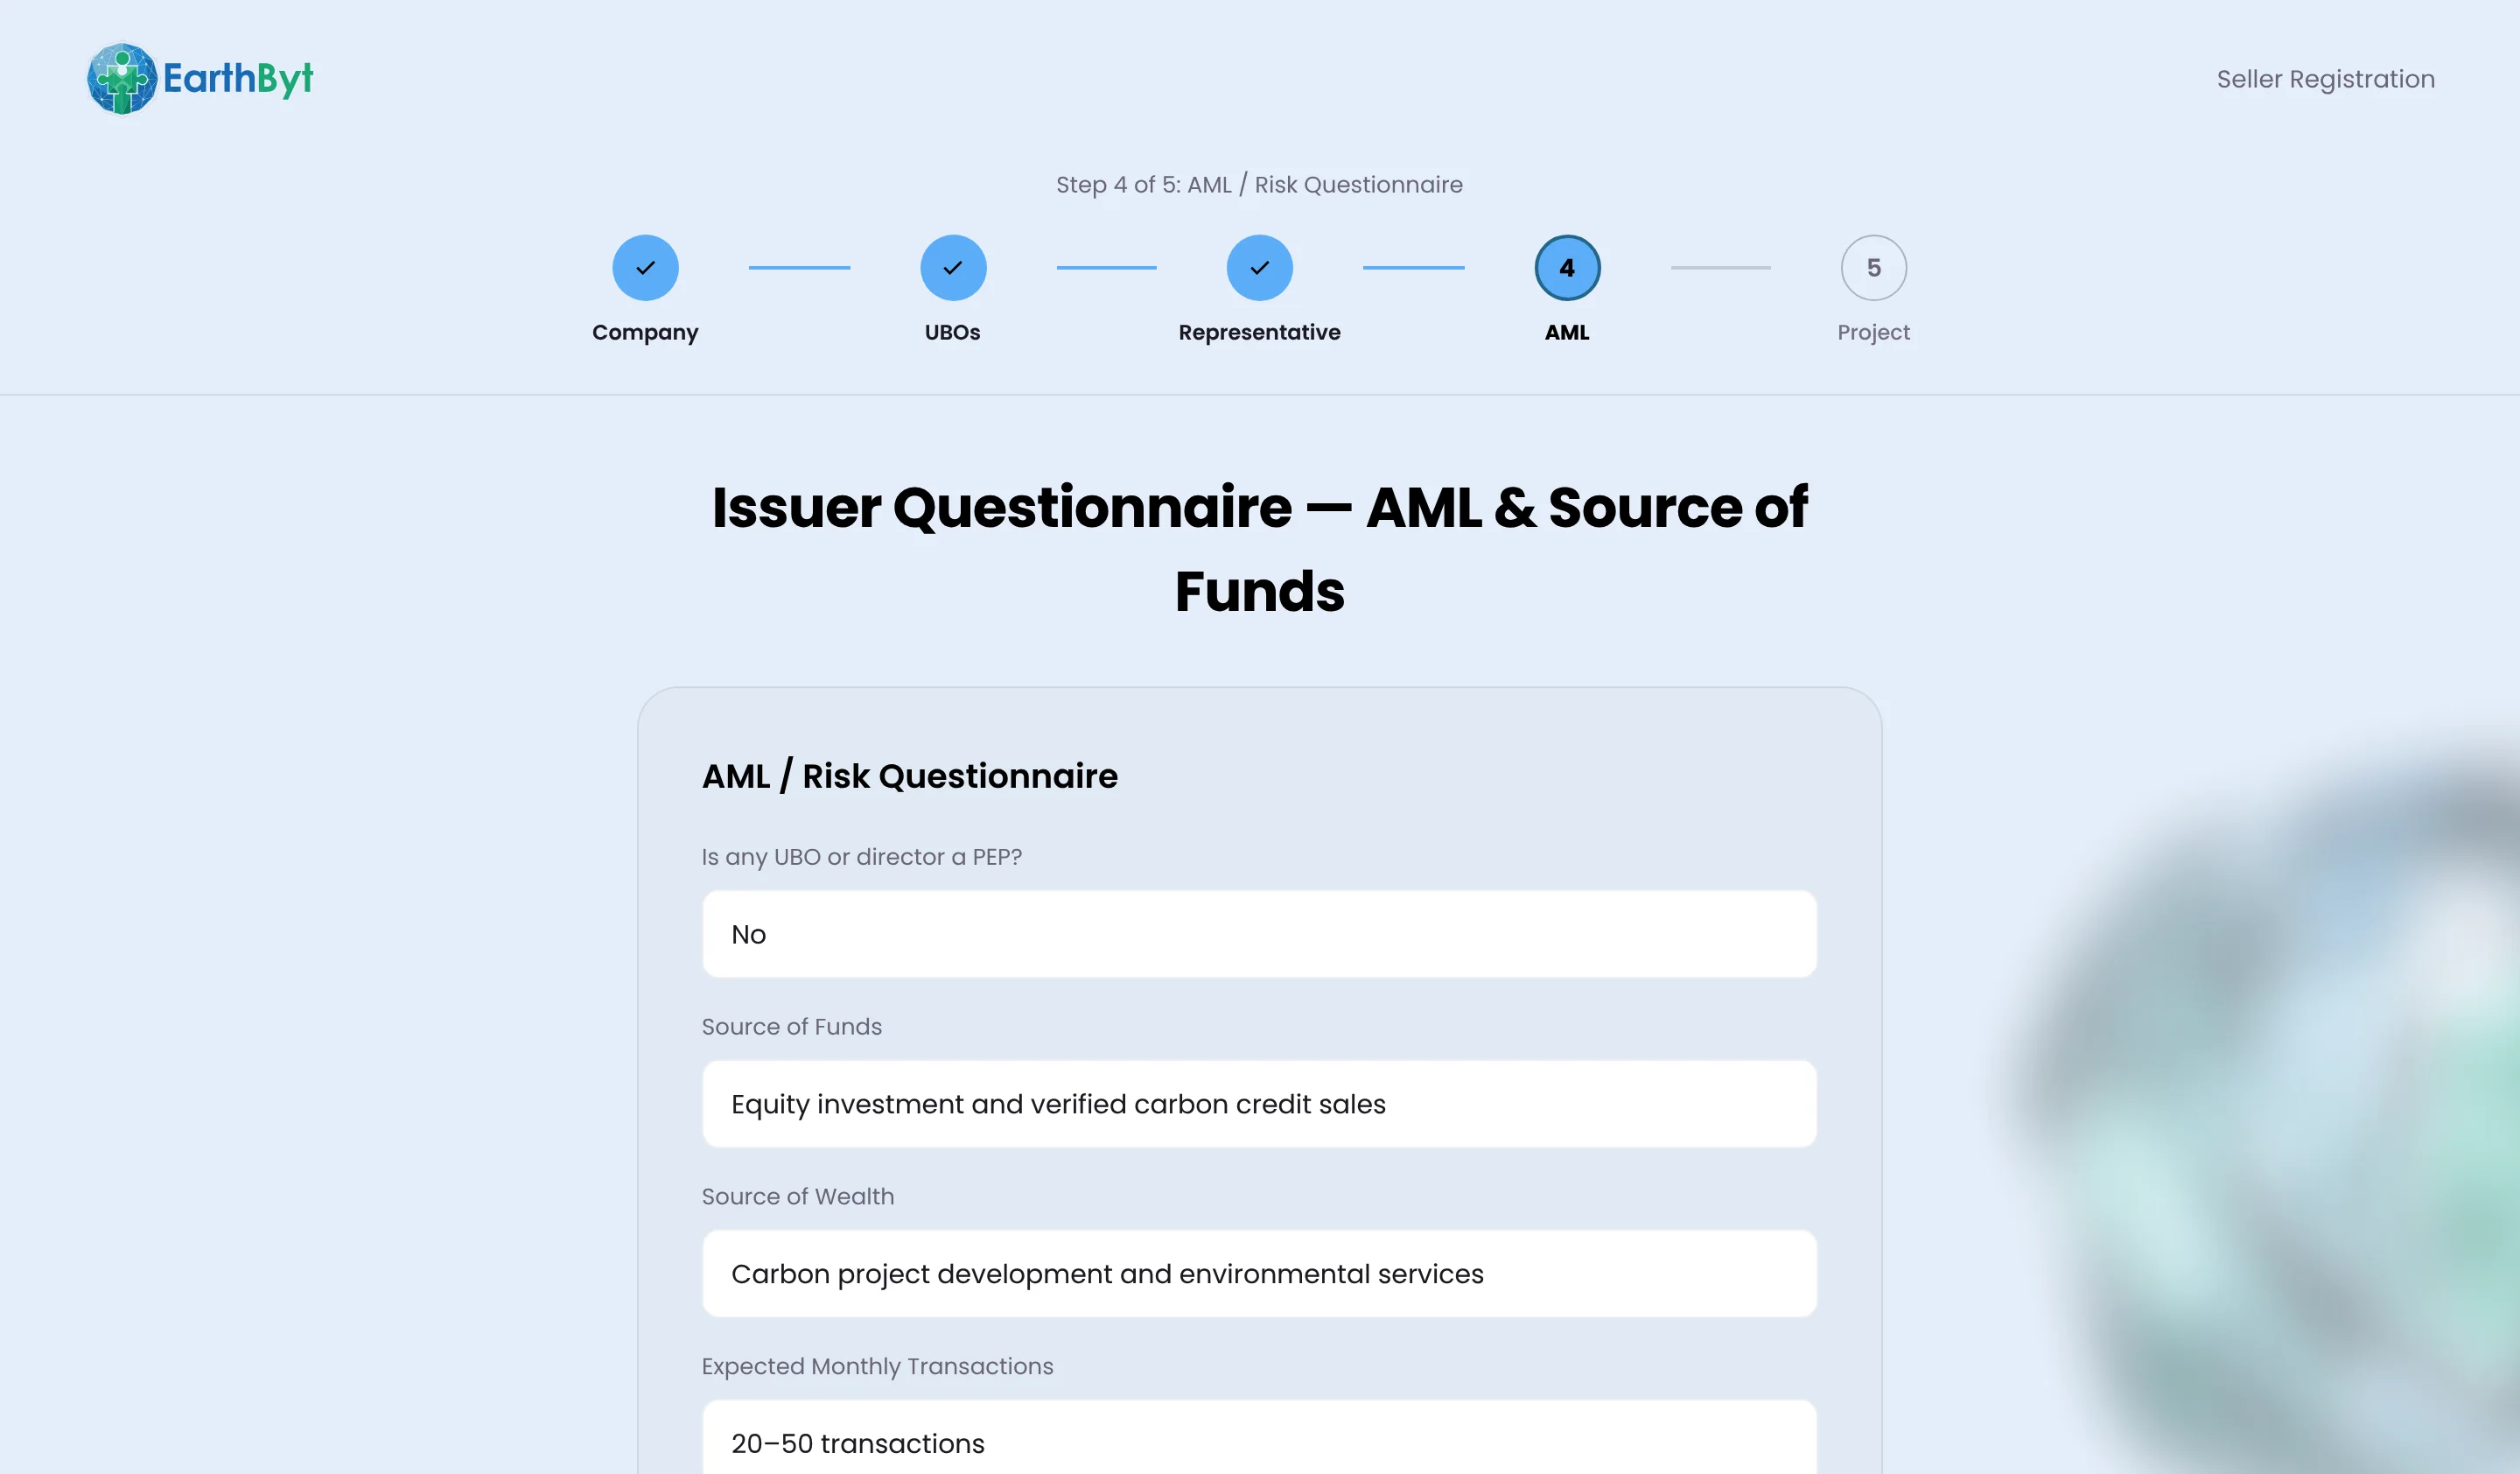 EarthByt
Seller Registration
Step 4 of 5: AML / Risk Questionnaire
4
5
Company
UBOs
Representative
AML
Project
Issuer Questionnaire — AML & Source of
Funds
AML / Risk Questionnaire
Is any UBO or director a PEP?
No
Source of Funds
Equity investment and verified carbon credit sales
Source of Wealth
Carbon project development and environmental services
Expected Monthly Transactions
20–50 transactions